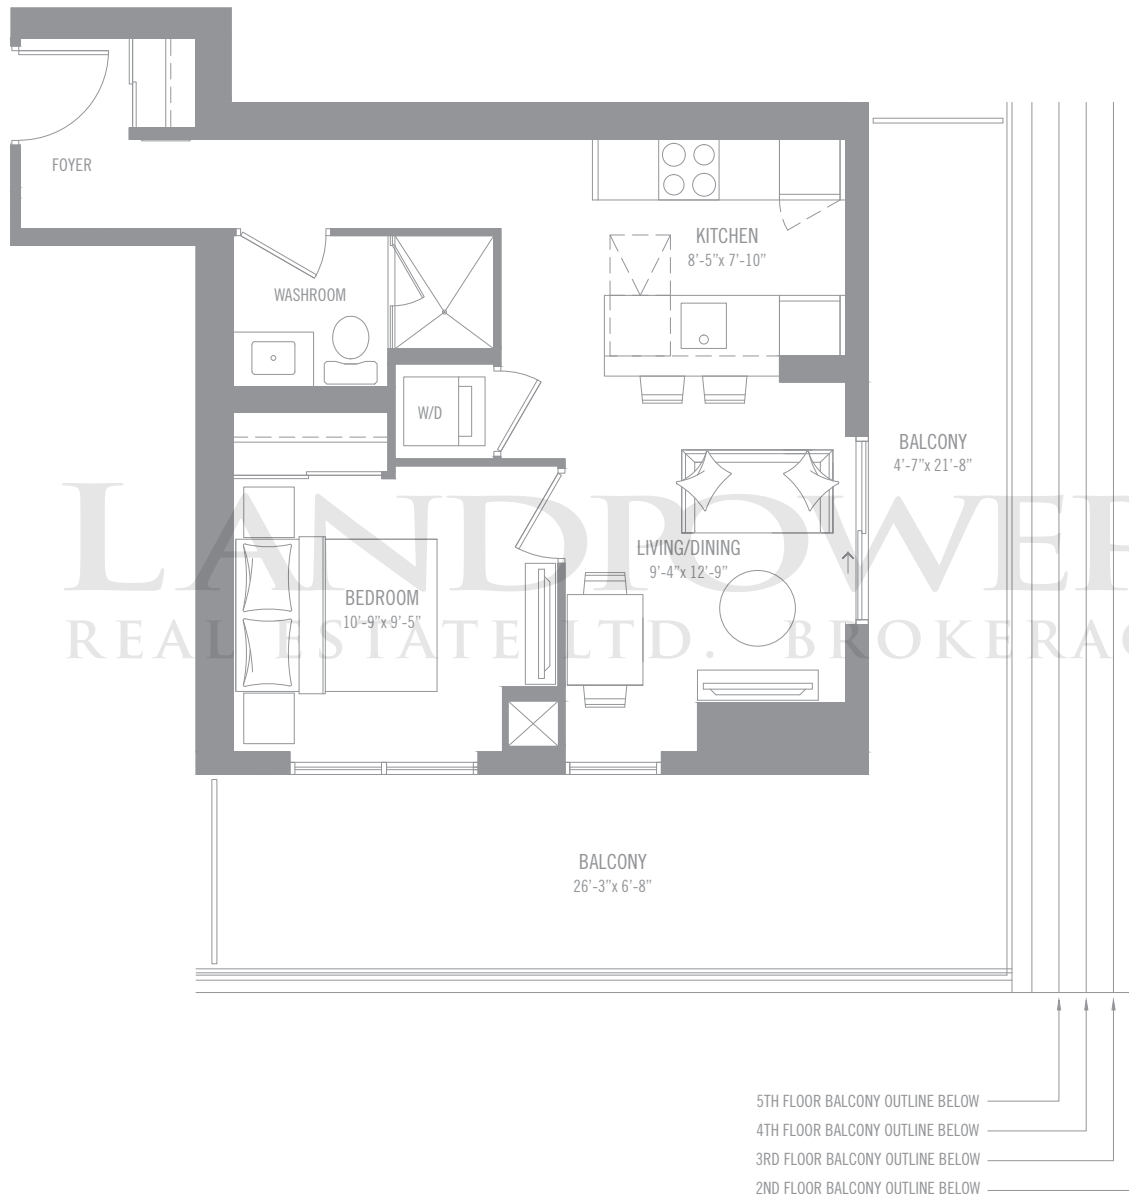 FOYER
KITCHEN
8'-5"x 7'-10"
WASHROOM
W/D
BALCONY
4'-7"x 21'-8"
LANDPOWER
LIVING/DINING
9'-4"x 12'-9"
BEDROOM
10'-9"x 9'-5"
REAL ESTATE LTD. BROKERAG
BALCONY
26'-3"x 6'-8"
5TH FLOOR BALCONY OUTLINE BELOW
4TH FLOOR BALCONY OUTLINE BELOW
3RD FLOOR BALCONY OUTLINE BELOW
2ND FLOOR BALCONY OUTLINE BELOW